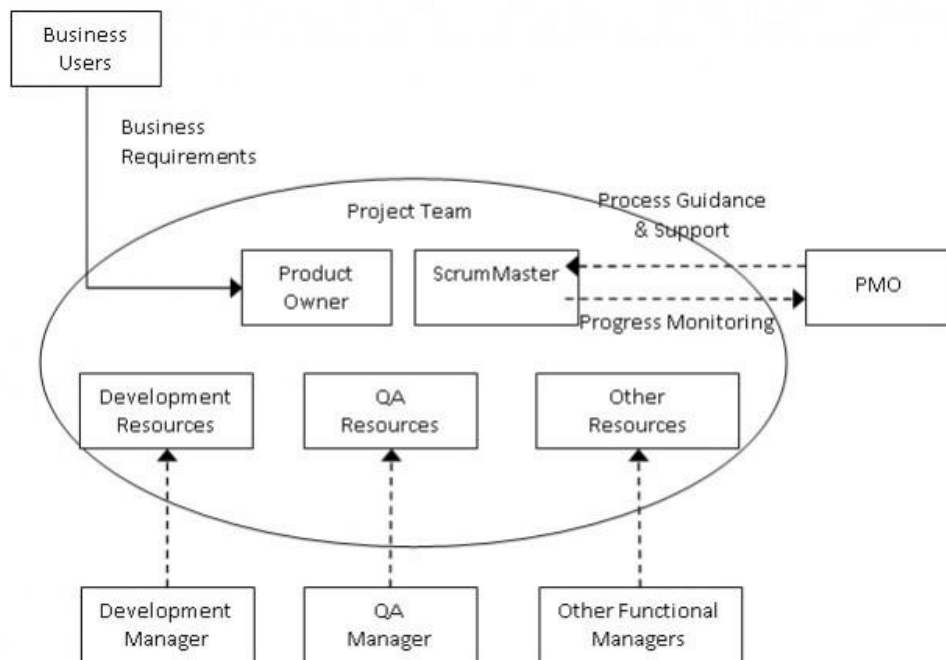 Business
Users
Business
Requirements
Project Team
Process Guidance
& Support
Product
Owner
ScrumMaster
PMO
Progress Monitoring
Development
Resources
QA
Resources
Other
Resources
Development
Manager
QA
Manager
Other Functional
Managers